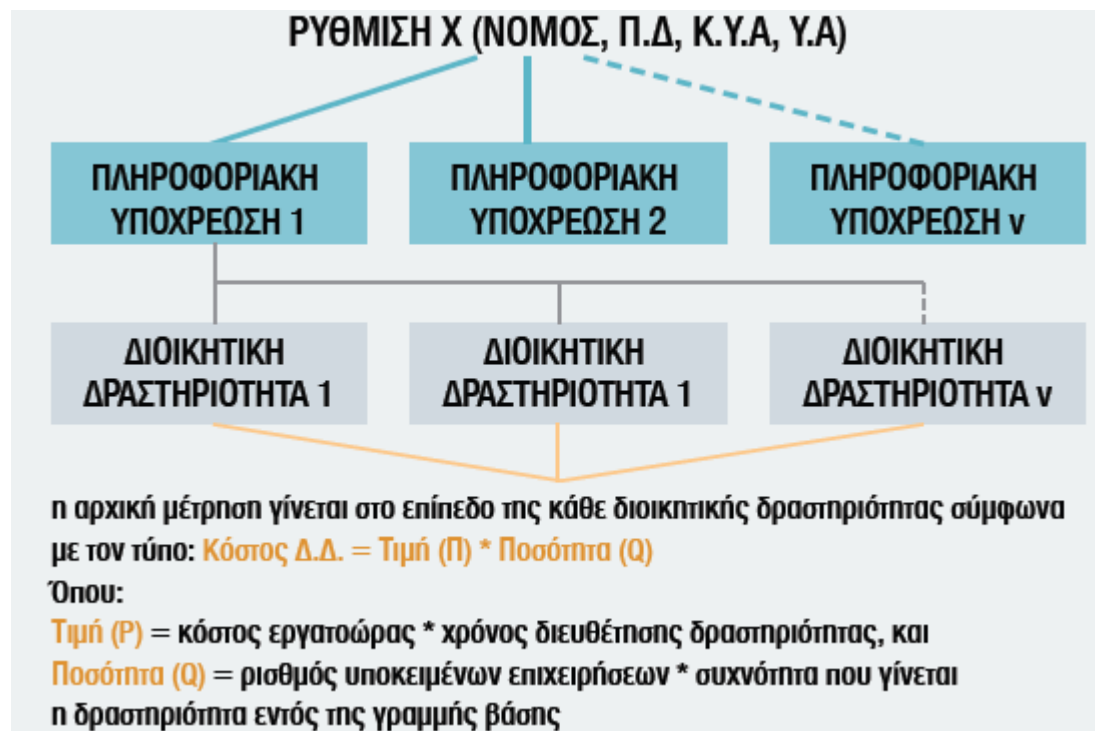 ΡΥΘΜΙΣΗ Χ (ΝΟΜΟΣ, Π.Δ, Κ.Υ.Α, Υ.Α)
ΠΛΗΡΟΦΟΡΙΑΚΗ
ΥΠΟΧΡΕΩΣΗ 1
ΠΛΗΡΟΦΟΡΙΑΚΗ
ΥΠΟΧΡΕΩΣΗ 2
ΠΛΗΡΟΦΟΡΙΑΚΗ
ΥΠΟΧΡΕΩΣΗ ν
ΔΙΟΙΚΗΤΙΚΗ
ΔΡΑΣΤΗΡΙΟΤΗΤΑ 1
ΔΙΟΙΚΗΤΙΚΗ
ΔΡΑΣΤΗΡΙΟΤΗΤΑ 1
ΔΙΟΙΚΗΤΙΚΗ
ΔΡΑΣΤΗΡΙΟΤΗΤΑ ν
η αρχική μέτρηση γίνεται στο επίπεδο της κάθε διοικητικής δραστηριότητας σύμφωνα
με τον τύπο: Κόστος Δ.Δ. = Τιμή (Π) * Ποσότητα (Q)
Όπου:
Τιμή (P) = κόστος εργατοώρας * χρόνος διευθέτησης δραστηριότητας, και
Ποσότητα (Q) = ρισθμός υποκειμένων επιχειρήσεων * συχνότητα που γίνεται
η δραστηριότητα εντός της γραμμής βάσης